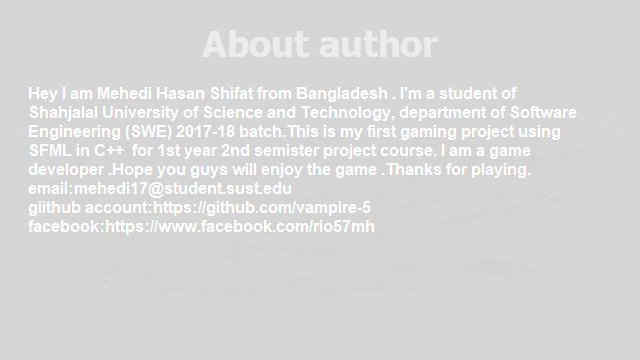 About author
Hey I am Mehedi Hasan Shifat from Bangladesh . I'm a student of
Shahjalal University of Science and Technology, department of Software
Engineering (SWE) 2017-18 batch.This is my first gaming project using
SFML in C++  for 1st year 2nd semister project course. I am a game
developer .Hope you guys will enjoy the game .Thanks for playing.
email:mehedi17@student.sust.edu
giithub account:https://github.com/vampire-5
facebook:https://www.facebook.com/rio57mh